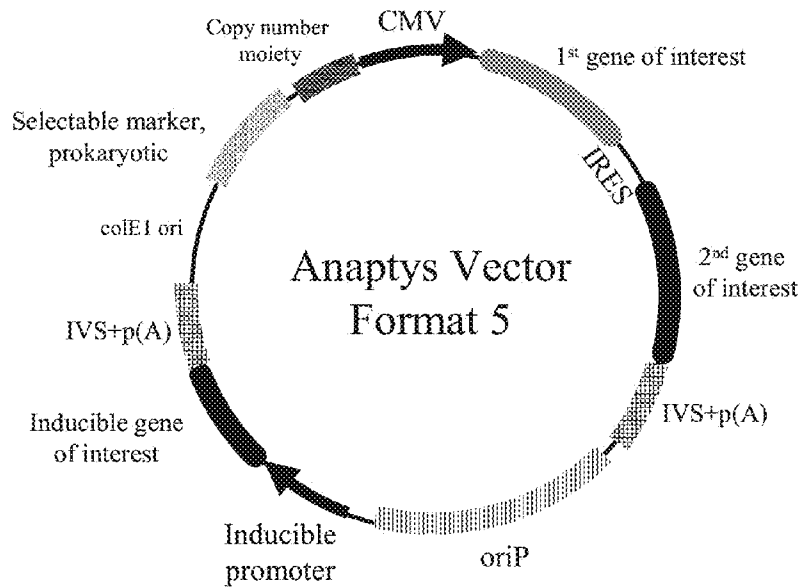 CMV
Copy number
moiety
1st gene of interest
Selectable marker,
prokaryotic
IRES
colE1 ori
Anaptys Vector
Format 5
2nd gene
of interest
IVS+p(A)
IVS+p(A)
Inducible gene
of interest
Inducible
promoter
oriP